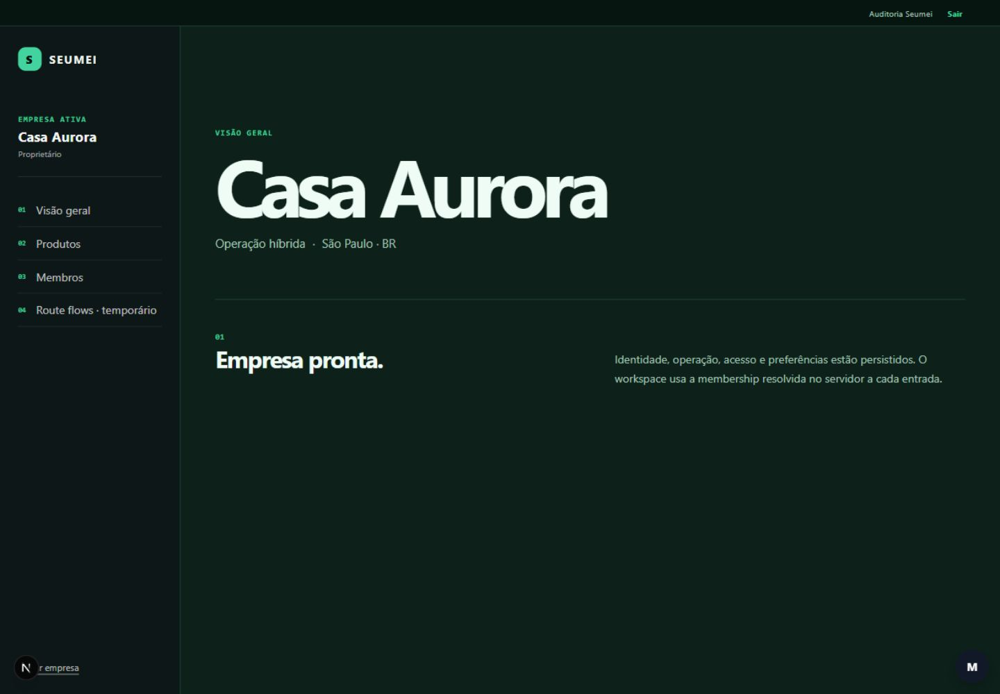 Auditoria Seumei Sair
S SEUMEI
EMPRESA ATIVA
Casa Aurora
Proprietário
01 Visão geral
02 Produtos
03 Membros
04 Route flows · temporário
r empresa
VISÃO GERAL
Casa Aurora
Operação híbrida · São Paulo · BR
01
Empresa pronta.
Identidade, operação, acesso e preferências estão persistidos. O
workspace usa a membership resolvida no servidor a cada entrada.
N
M